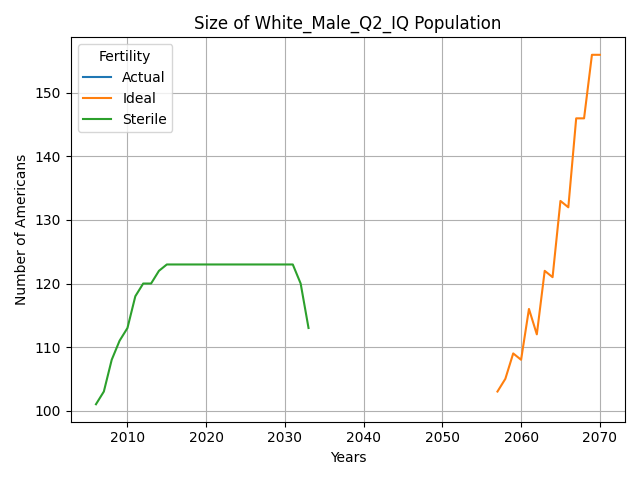 Size of White_Male_Q2_IQ Population
Fertility
Actual
Ideal
Sterile
Number of Americans
150
140
130
120
110
100
2010 2020 2030 2040 2050 2060 2070
Years